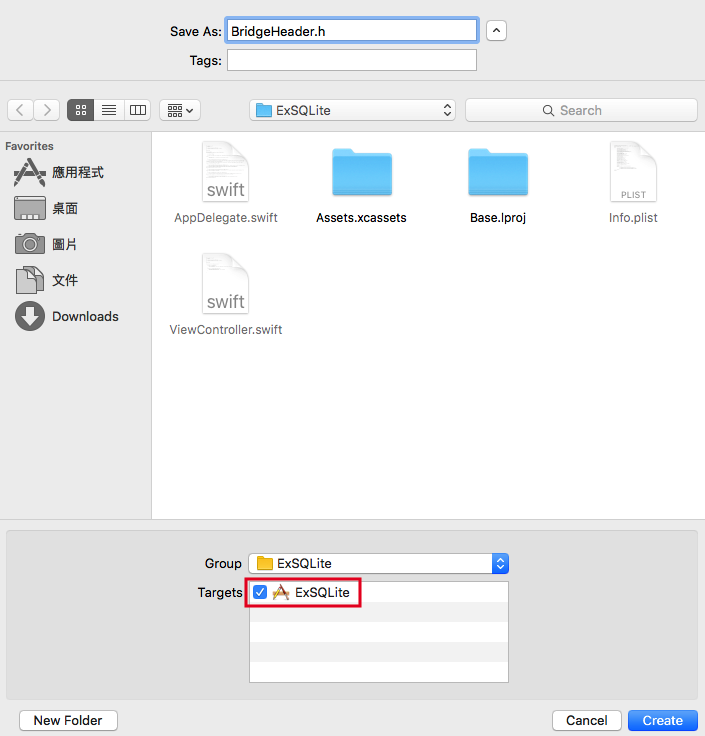 Save As: BridgeHeader.h
Tags:
ExSQLite
Search
Favorites
應用程式
桌面
圖片
文件
Downloads
swift
PLIST
AppDelegate.swift
Assets.xcassets
Base.lproj
Info.plist
swift
ViewController.swift
Group ExSQLite
Targets ExSQLite
New Folder
Cancel
Create